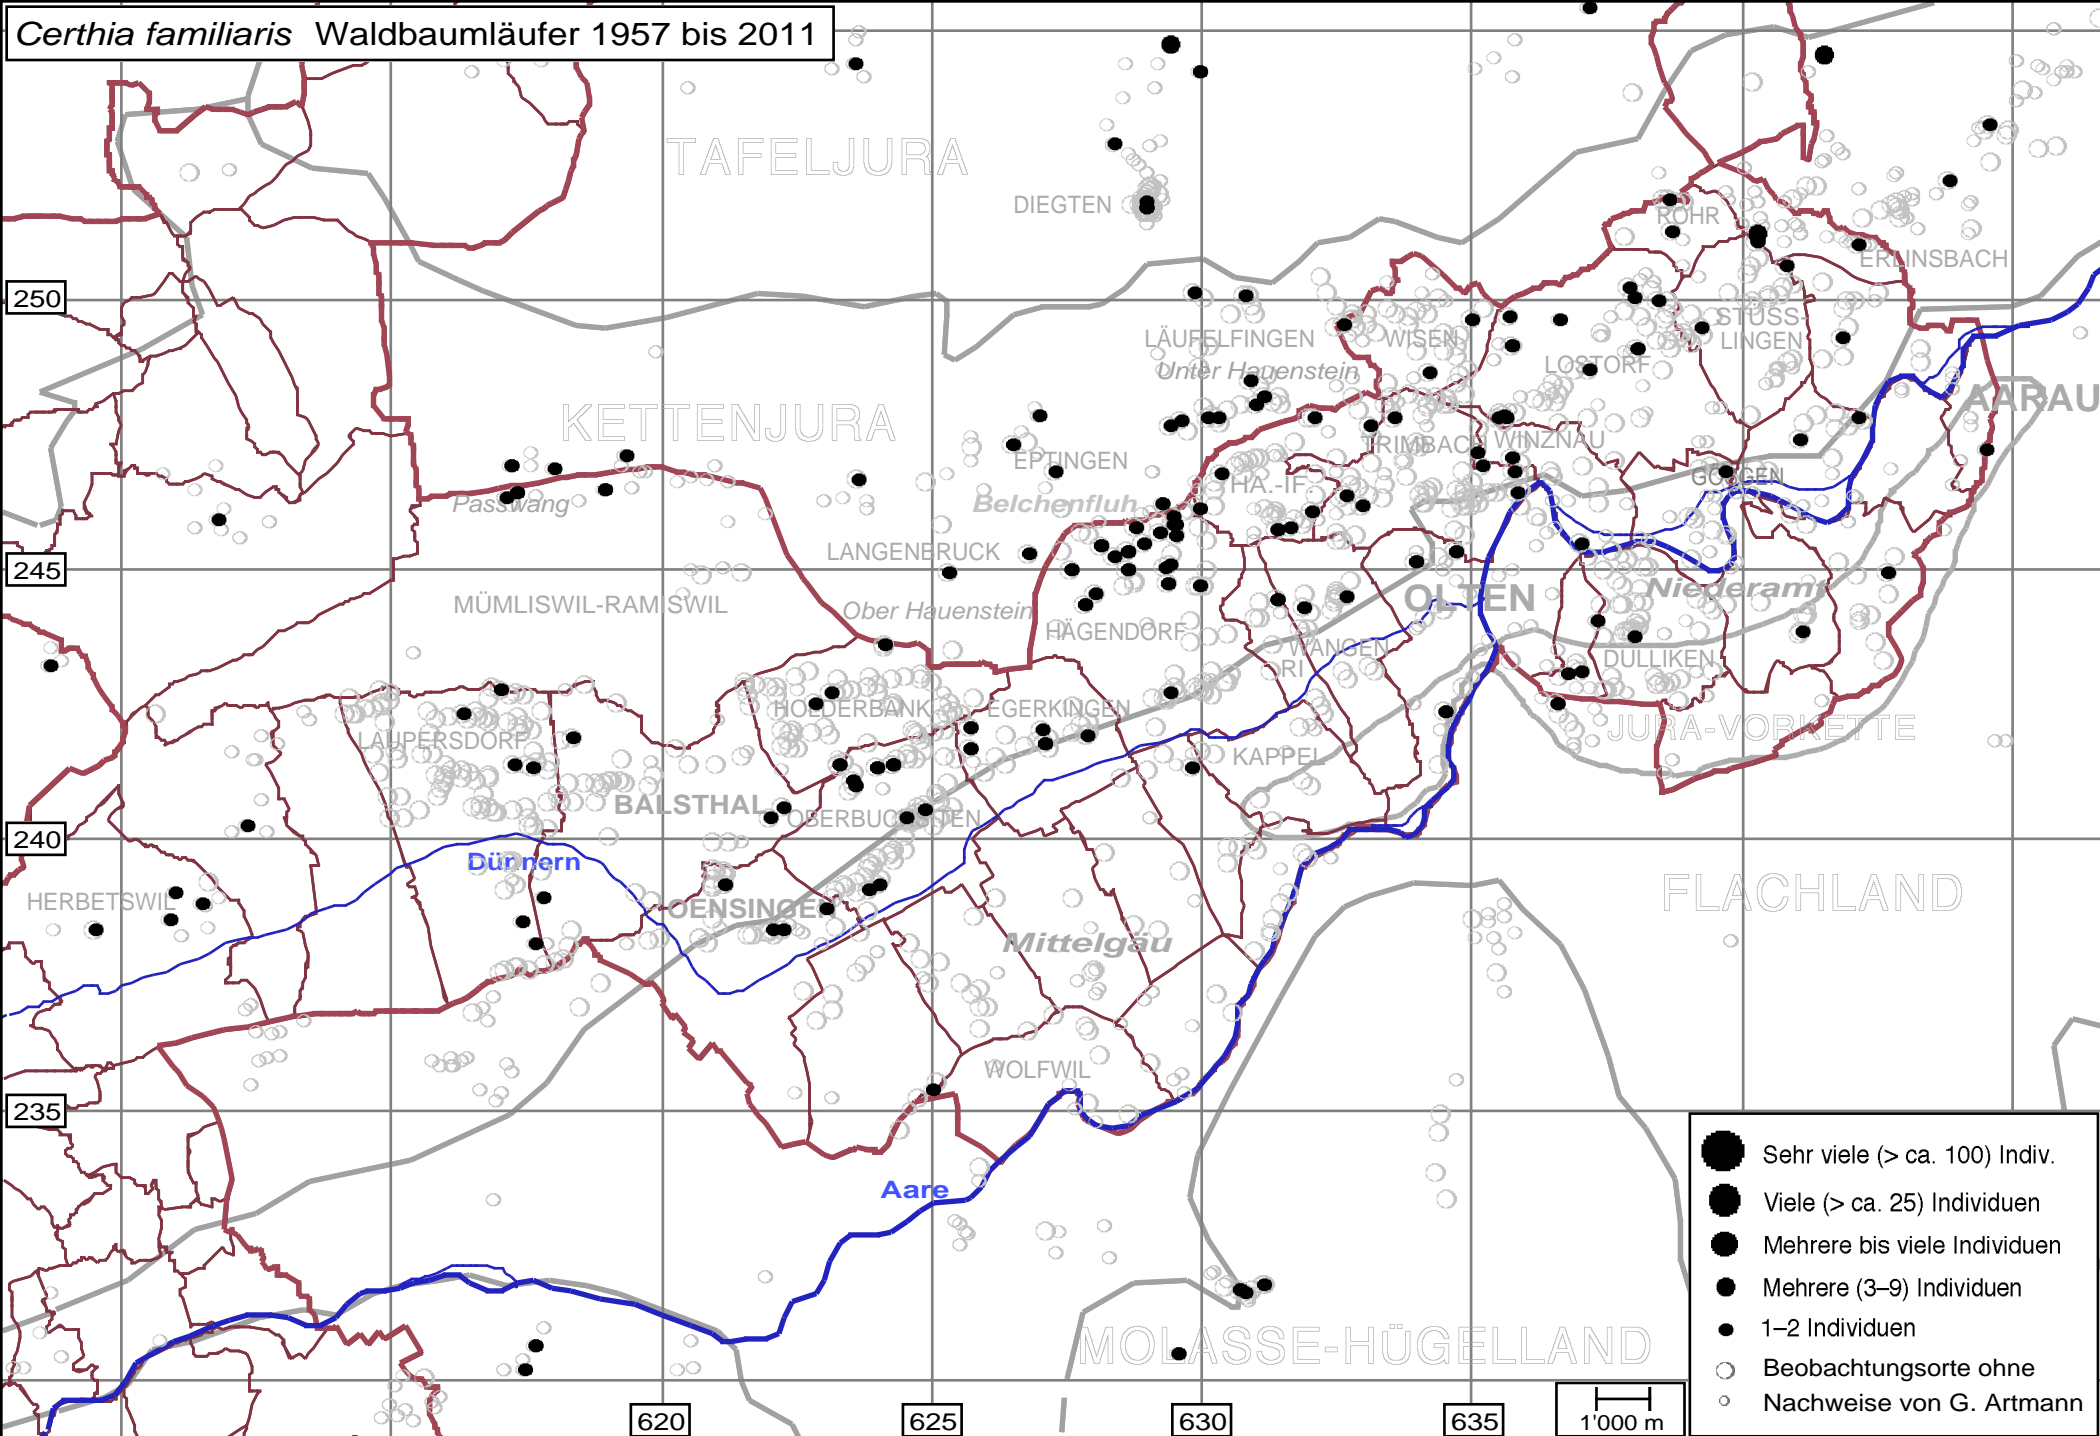 Certhia familiaris Waldbaumläufer 1957 bis 2011
TAFELJURA
DIEGTEN
ROHR
ERLINSBACH
250
LÄUFELFINGEN
WISEN
STÜSS-
LINGEN
Unter Hauenstein
LOSTORF
AARAU
KETTENJURA
TRIMBACH
WINZNAU
EPTINGEN
GÖSGEN
HA.-IF.
Passwang
Belchenfluh
LANGENBRUCK
245
MÜMLISWIL-RAMISWIL
Ober Hauenstein
OLTEN
Niederamt
HÄGENDORF
WANGEN
RI
DULLIKEN
HOLDERBANK
EGERKINGEN
JURA-VORKETTE
LAUPERSDORF
KAPPEL
BALSTHAL
OBERBUCHSITEN
240
Dünnern
HERBETSWIL
OENSINGEN
FLACHLAND
Mittelgäu
WOLFWIL
235
Aare
Sehr viele (> ca. 100) Indiv.
Viele (> ca. 25) Individuen
Mehrere bis viele Individuen
Mehrere (3–9) Individuen
1–2 Individuen
Beobachtungsorte ohne
Nachweise von G. Artmann
MOLASSE-HÜGELLAND
620
625
630
635
1'000 m